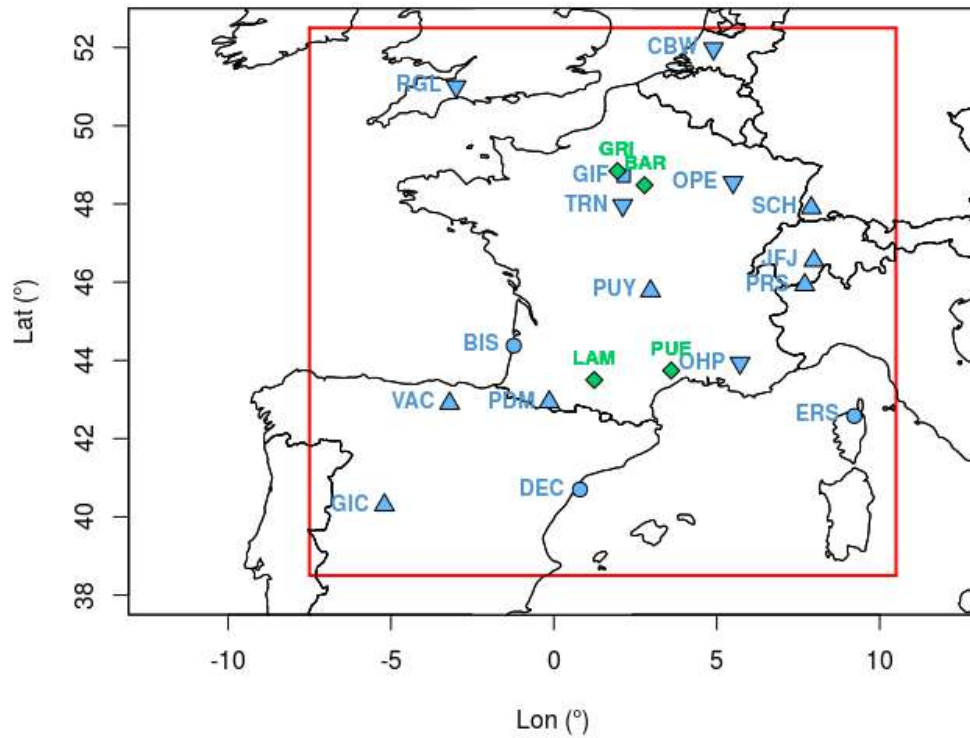 52
50
48
46
44
42
40
38
Lat (°)
CBW
RGL
GRI
BAR
GIF
OPE
TRN
SCH
JFJ
PRS
PUY
BIS
LAM
PUE
OHP
VAC
PDM
ERS
DEC
GIC
-10
-5
0
5
10
Lon (°)